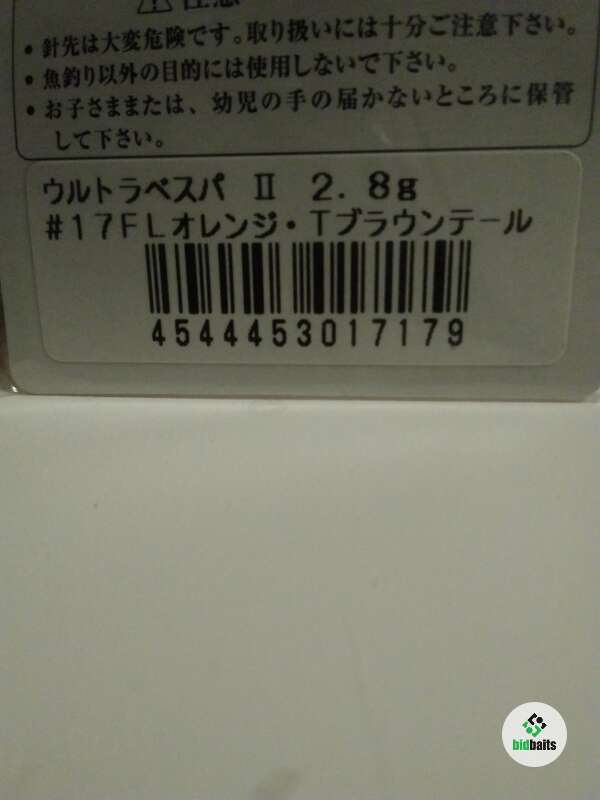 ⚠ 注意
・針先は大変危険です。取り扱いには十分ご注意下さい。
・魚釣り以外の目的には使用しないで下さい。
・お子さままたは、幼児の手の届かないところに保管
して下さい。
ウルトラベスパ Ⅱ 2.8g
#17FLオレンジ・Tブラウンテール
4544453017179
bidbaits